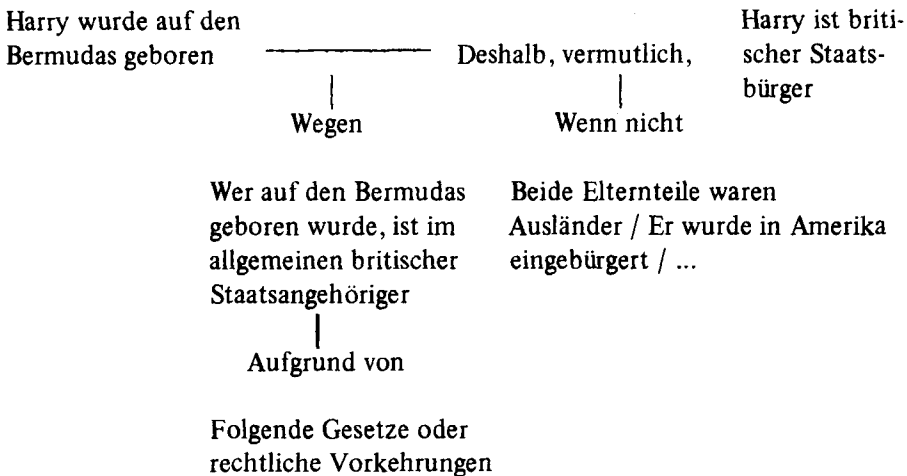 Harry wurde auf den
Bermudas geboren
Deshalb, vermutlich,
Harry ist briti-
scher Staats-
bürger
Wegen
Wenn nicht
Wer auf den Bermudas
geboren wurde, ist im
allgemeinen britischer
Staatsangehöriger
Beide Elternteile waren
Ausländer / Er wurde in Amerika
eingebürgert / ...
Aufgrund von
Folgende Gesetze oder
rechtliche Vorkehrungen